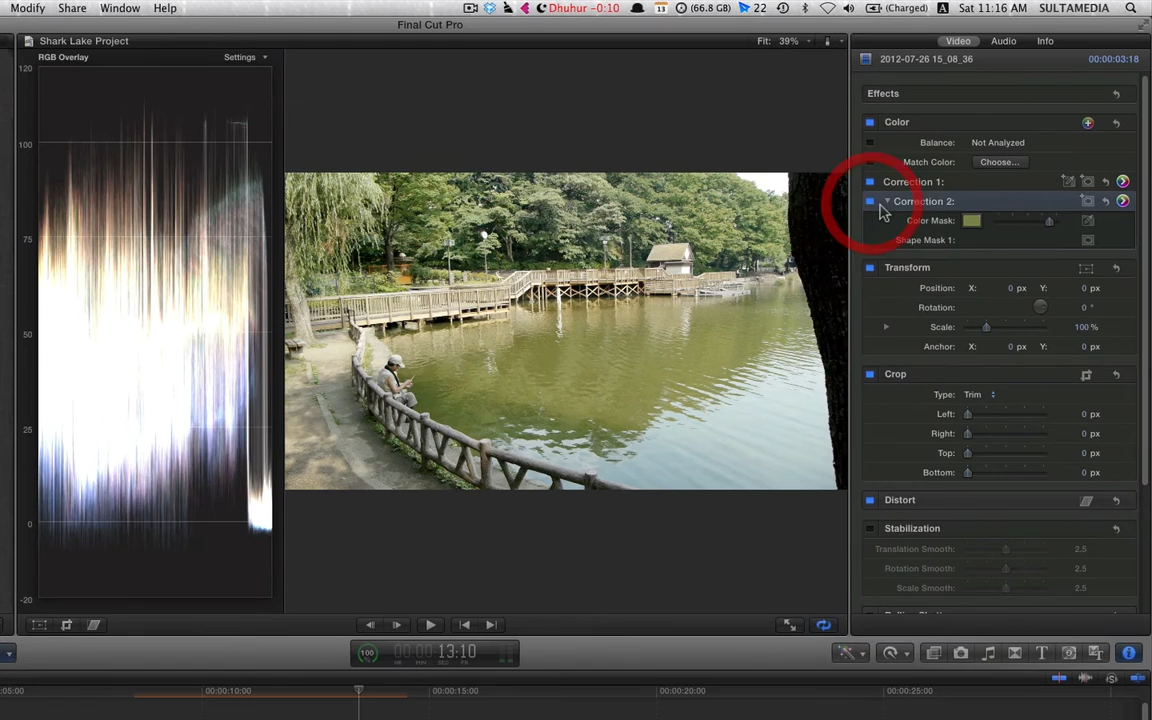 Modify Share Window Help Dhuhur -0:10 13 (66.8 GB) 22 (Charged) A Sat 11:16 AM SULTAMEDIA
Final Cut Pro
Shark Lake Project Fit: 39% Video Audio Info
RGB Overlay Settings 2012-07-26 15_08_36 00:00:03:18
120
100
75
50
25
0
-20
Effects
Color
Balance: Not Analyzed
Match Color: Choose...
Correction 1:
Correction 2:
Color Mask:
Shape Mask 1:
Transform
Position: X: 0 px Y: 0 px
Rotation: 0 °
Scale: 100 %
Anchor: X: 0 px Y: 0 px
Crop
Type: Trim
Left: 0 px
Right: 0 px
Top: 0 px
Bottom: 0 px
Distort
Stabilization
Translation Smooth: 2.5
Rotation Smooth: 2.5
Scale Smooth: 2.5
100 00:00 13:10
T
:05:00 00:00:10:00 00:00:15:00 00:00:20:00 00:00:25:00